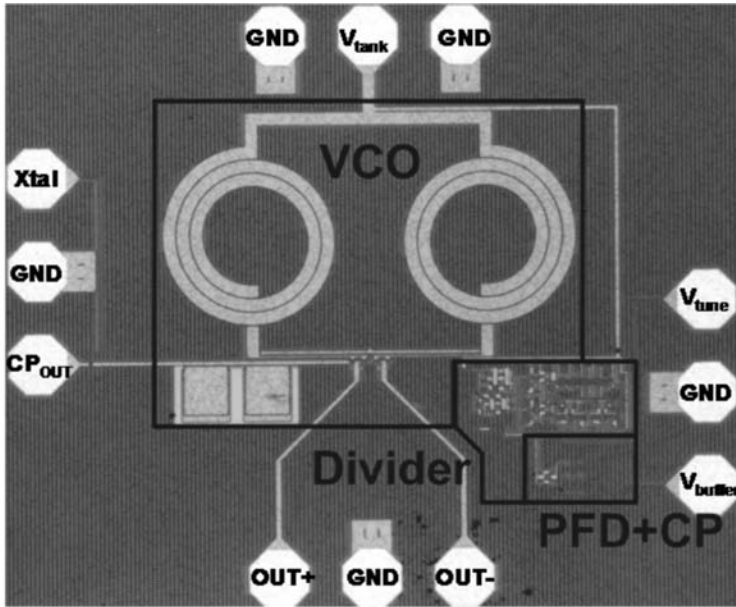 GND Vtank GND
VCO
Xtal
GND
Vtune
CPOUT
GND
Divider
Vbuffer
PFD+CP
OUT+ GND OUT-